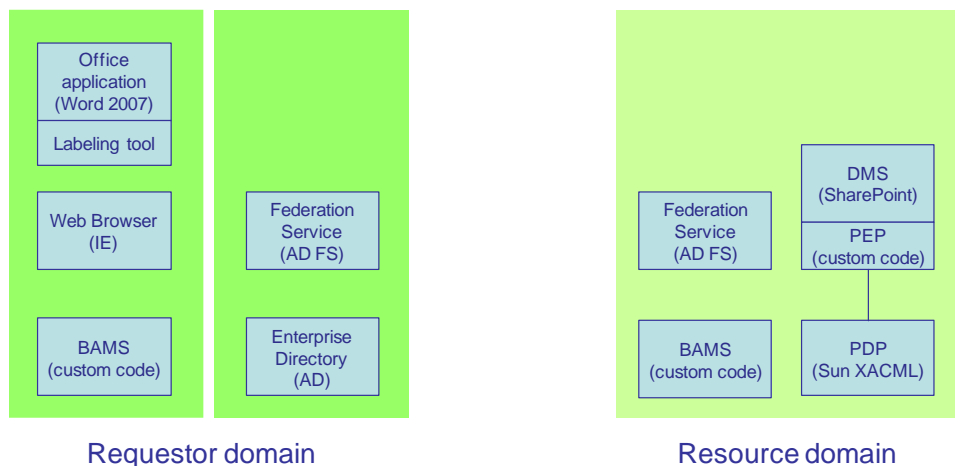 Office
application
(Word 2007)
Labeling tool
Web Browser
(IE)
BAMS
(custom code)
Federation
Service
(AD FS)
Enterprise
Directory
(AD)
Requestor domain
Federation
Service
(AD FS)
BAMS
(custom code)
DMS
(SharePoint)
PEP
(custom code)
PDP
(Sun XACML)
Resource domain